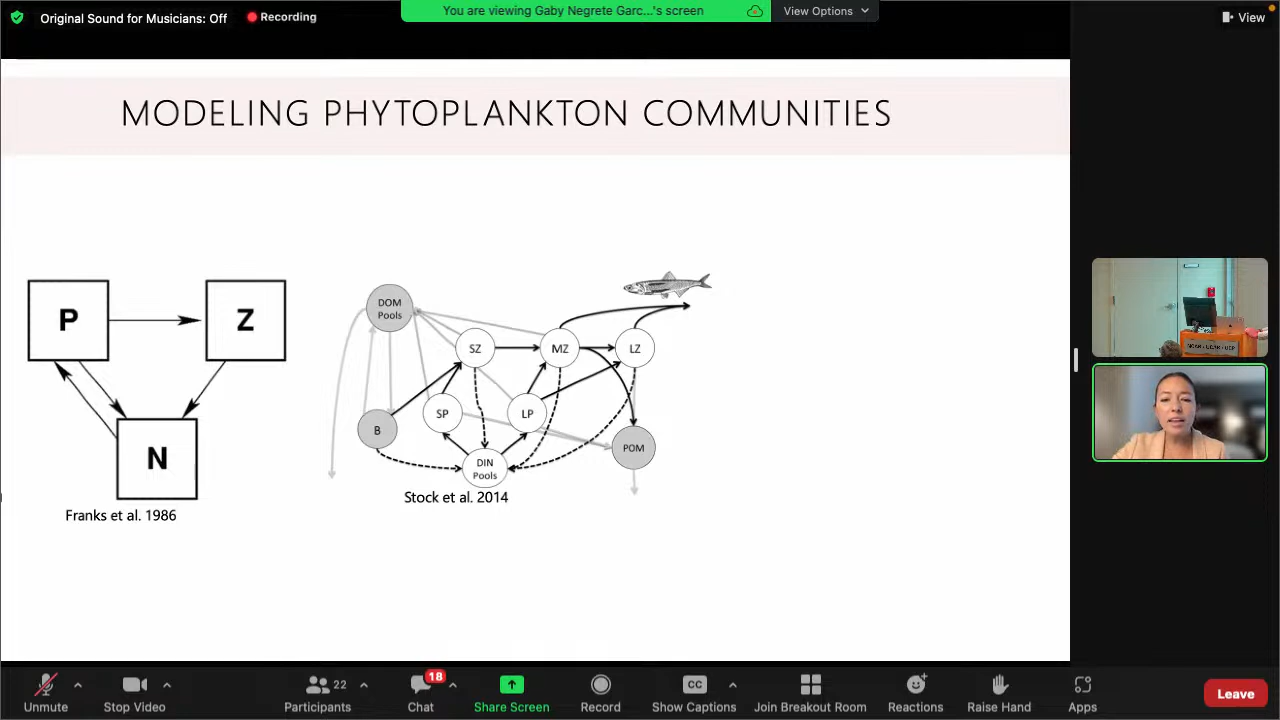 Original Sound for Musicians: Off
Recording
You are viewing Gaby Negrete Garc...'s screen
View Options
View
MODELING PHYTOPLANKTON COMMUNITIES
P
Z
N
Franks et al. 1986
DOM
Pools
SZ
MZ
LZ
SP
LP
B
DIN
Pools
POM
Stock et al. 2014
NCAR - UCAR - UCP
Unmute
Stop Video
22
Participants
18
Chat
Share Screen
Record
CC
Show Captions
Join Breakout Room
Reactions
Raise Hand
Apps
Leave